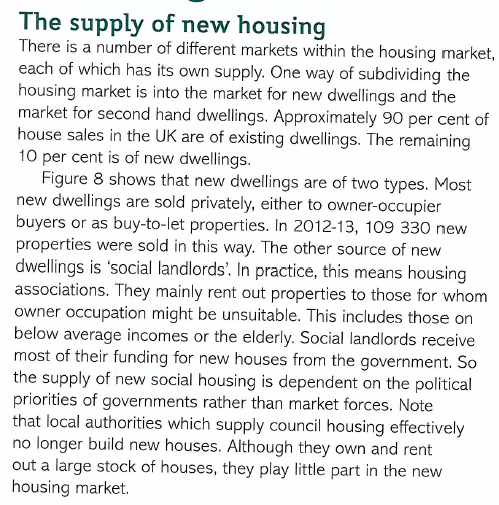 The supply of new housing
There is a number of different markets within the housing market,
each of which has its own supply. One way of subdividing the
housing market is into the market for new dwellings and the
market for second hand dwellings. Approximately 90 per cent of
house sales in the UK are of existing dwellings. The remaining
10 per cent is of new dwellings.
Figure 8 shows that new dwellings are of two types. Most
new dwellings are sold privately, either to owner-occupier
buyers or as buy-to-let properties. In 2012-13, 109 330 new
properties were sold in this way. The other source of new
dwellings is ‘social landlords’. In practice, this means housing
associations. They mainly rent out properties to those for whom
owner occupation might be unsuitable. This includes those on
below average incomes or the elderly. Social landlords receive
most of their funding for new houses from the government. So
the supply of new social housing is dependent on the political
priorities of governments rather than market forces. Note
that local authorities which supply council housing effectively
no longer build new houses. Although they own and rent
out a large stock of houses, they play little part in the new
housing market.